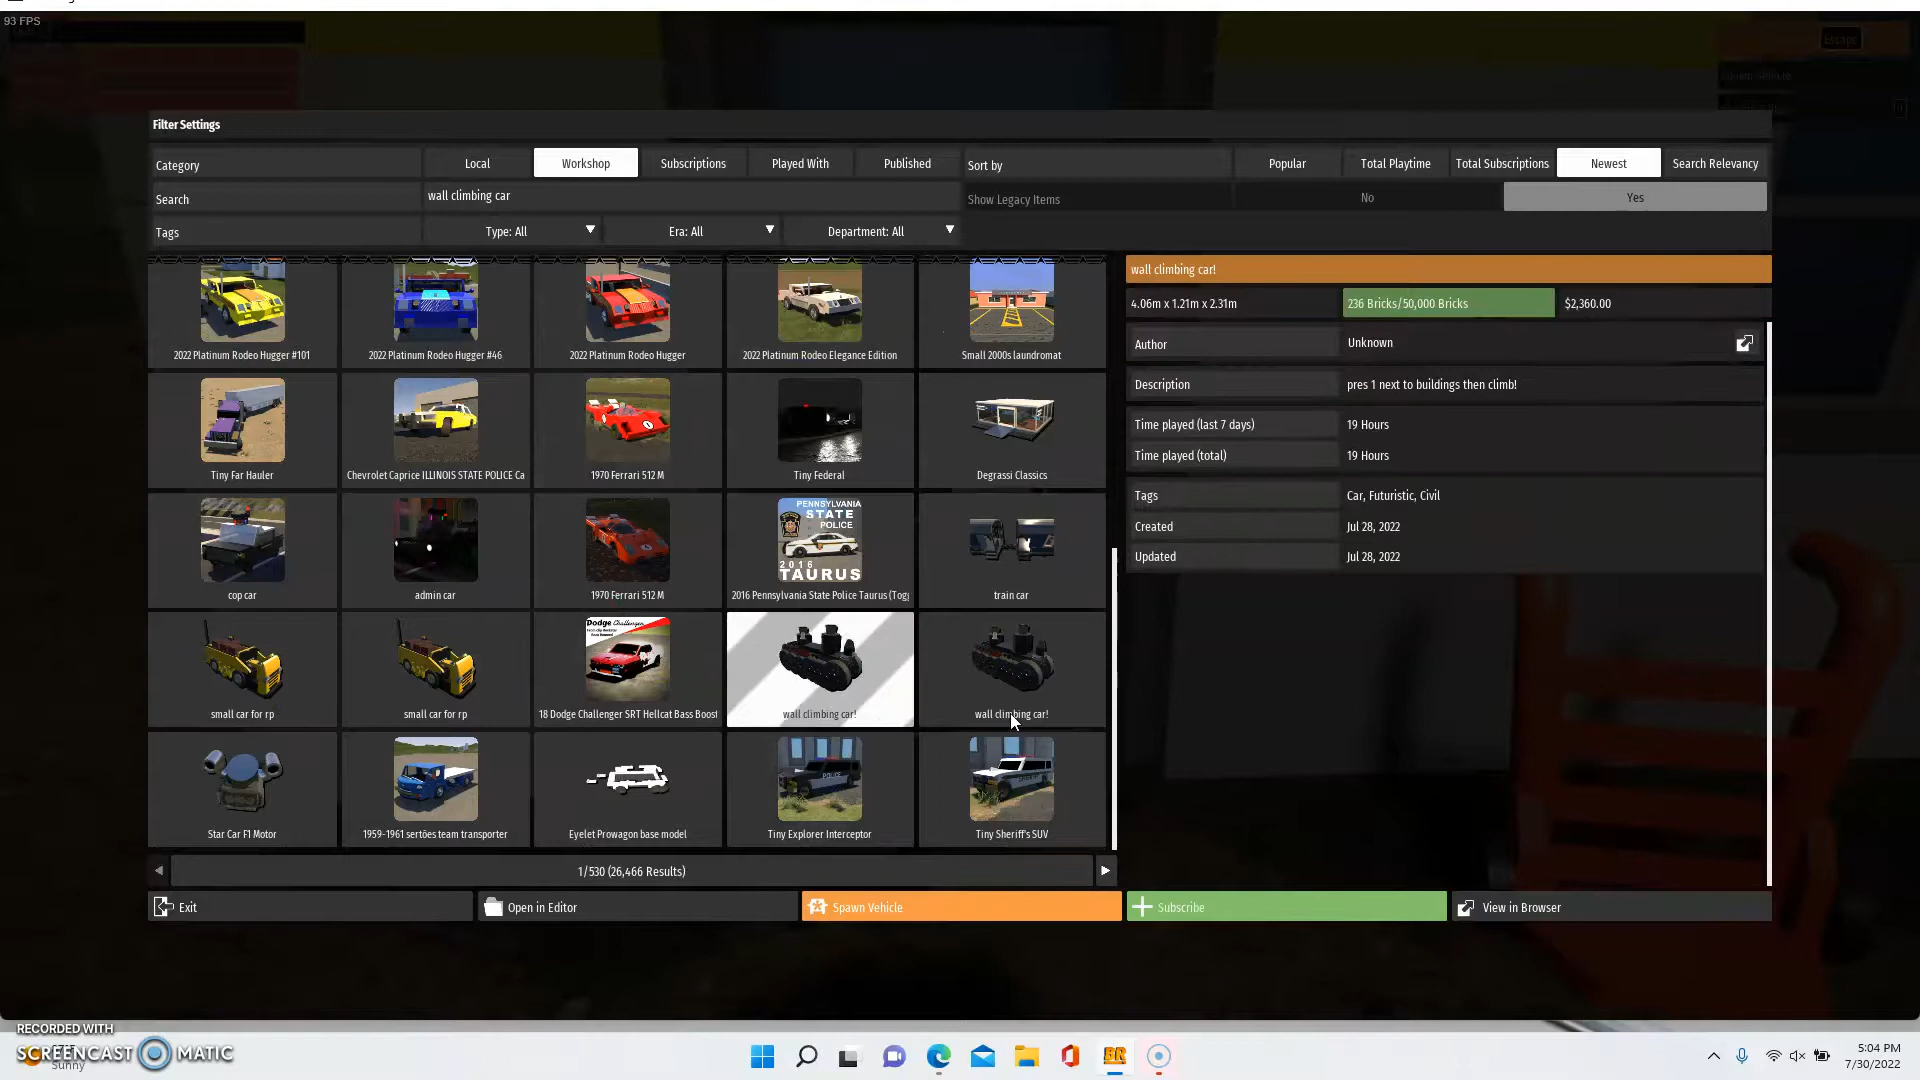 93 FPS
Escape
Filter Settings
Category
Local
Workshop
Subscriptions
Played With
Published
Sort by
Popular
Total Playtime
Total Subscriptions
Newest
Search Relevancy
Search
wall climbing car
Show Legacy Items
No
Yes
Tags
Type: All
Era: All
Department: All
2022 Platinum Rodeo Hugger #101
2022 Platinum Rodeo Hugger #46
2022 Platinum Rodeo Hugger
2022 Platinum Rodeo Elegance Edition
Small 2000s laundromat
Tiny Far Hauler
Chevrolet Caprice ILLINOIS STATE POLICE Ca
1970 Ferrari 512 M
Tiny Federal
Degrassi Classics
PENNSYLVANIA
STATE
POLICE
2016
TAURUS
cop car
admin car
1970 Ferrari 512 M
2016 Pennsylvania State Police Taurus (Togg
train car
Dodge Challenger
small car for rp
small car for rp
18 Dodge Challenger SRT Hellcat Bass Boost
wall climbing car!
wall climbing car!
POLICE
Star Car F1 Motor
1959-1961 sertões team transporter
Eyelet Prowagon base model
Tiny Explorer Interceptor
Tiny Sheriff's SUV
1/530 (26,466 Results)
wall climbing car!
4.06m x 1.21m x 2.31m
236 Bricks/50,000 Bricks
$2,360.00
Author
Unknown
Description
pres 1 next to buildings then climb!
Time played (last 7 days)
19 Hours
Time played (total)
19 Hours
Tags
Car, Futuristic, Civil
Created
Jul 28, 2022
Updated
Jul 28, 2022
Exit
Open in Editor
Spawn Vehicle
Subscribe
View in Browser
RECORDED WITH
SCREENCAST MATIC
Sunny
BR
5:04 PM
7/30/2022